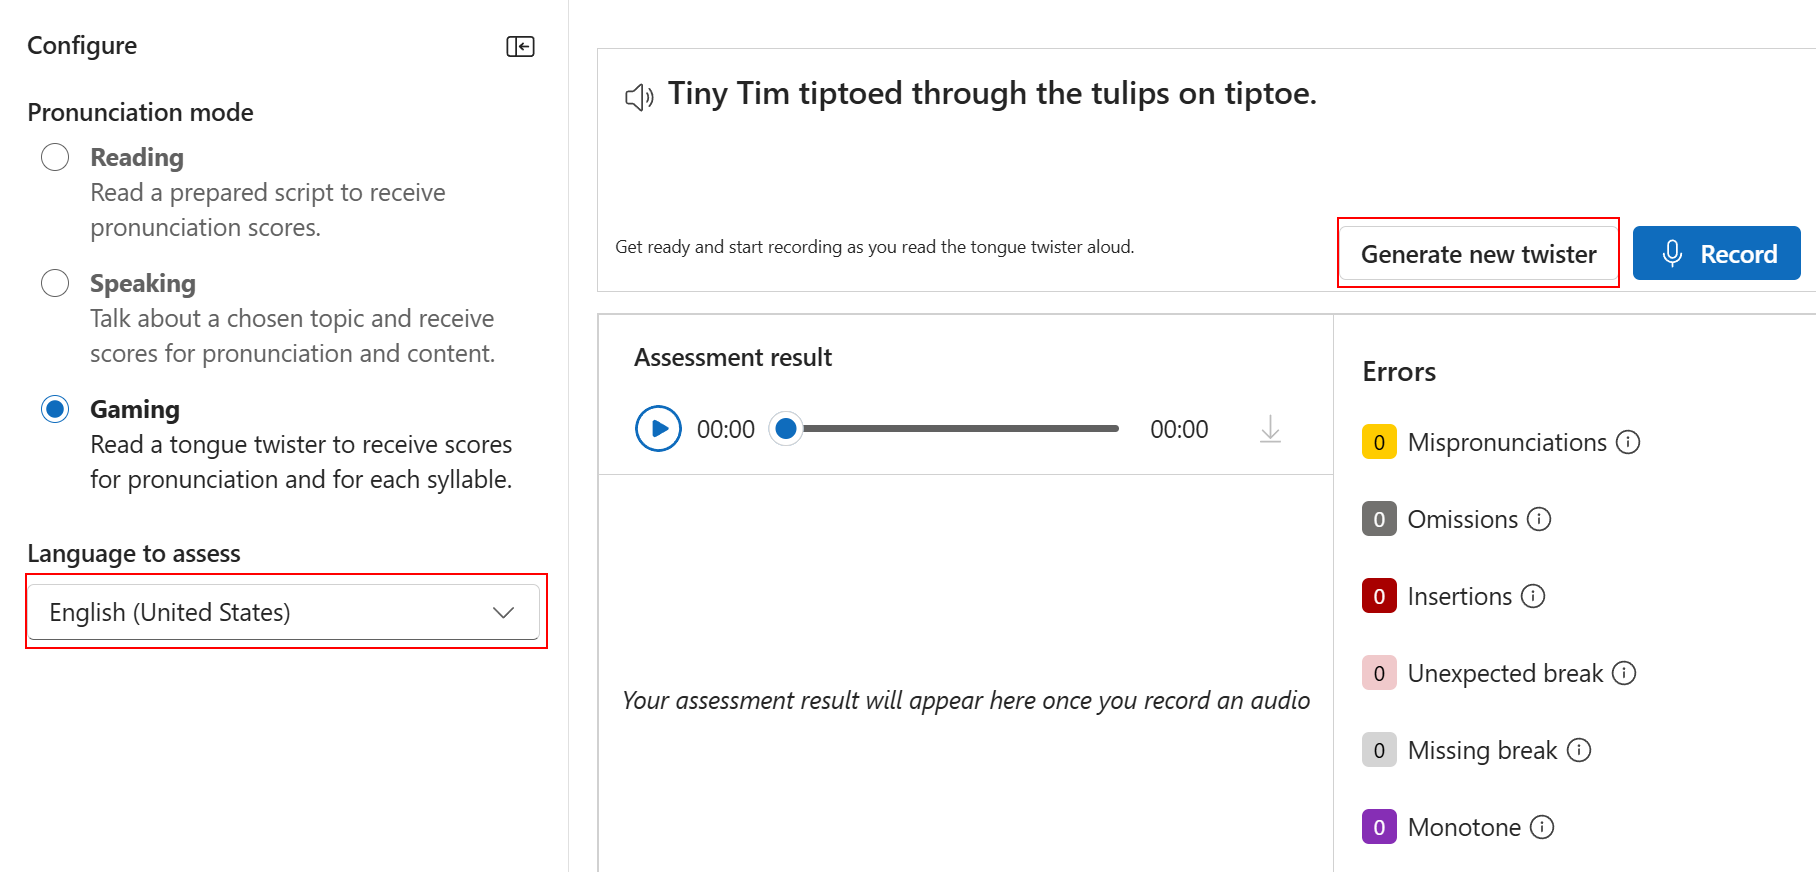 Configure
Pronunciation mode
Reading
Read a prepared script to receive
pronunciation scores.
Speaking
Talk about a chosen topic and receive
scores for pronunciation and content.
Gaming
Read a tongue twister to receive scores
for pronunciation and for each syllable.
Language to assess
English (United States)
Tiny Tim tiptoed through the tulips on tiptoe.
Get ready and start recording as you read the tongue twister aloud.
Generate new twister
Record
Assessment result
00:00
00:00
Your assessment result will appear here once you record an audio
Errors
0 Mispronunciations
0 Omissions
0 Insertions
0 Unexpected break
0 Missing break
0 Monotone